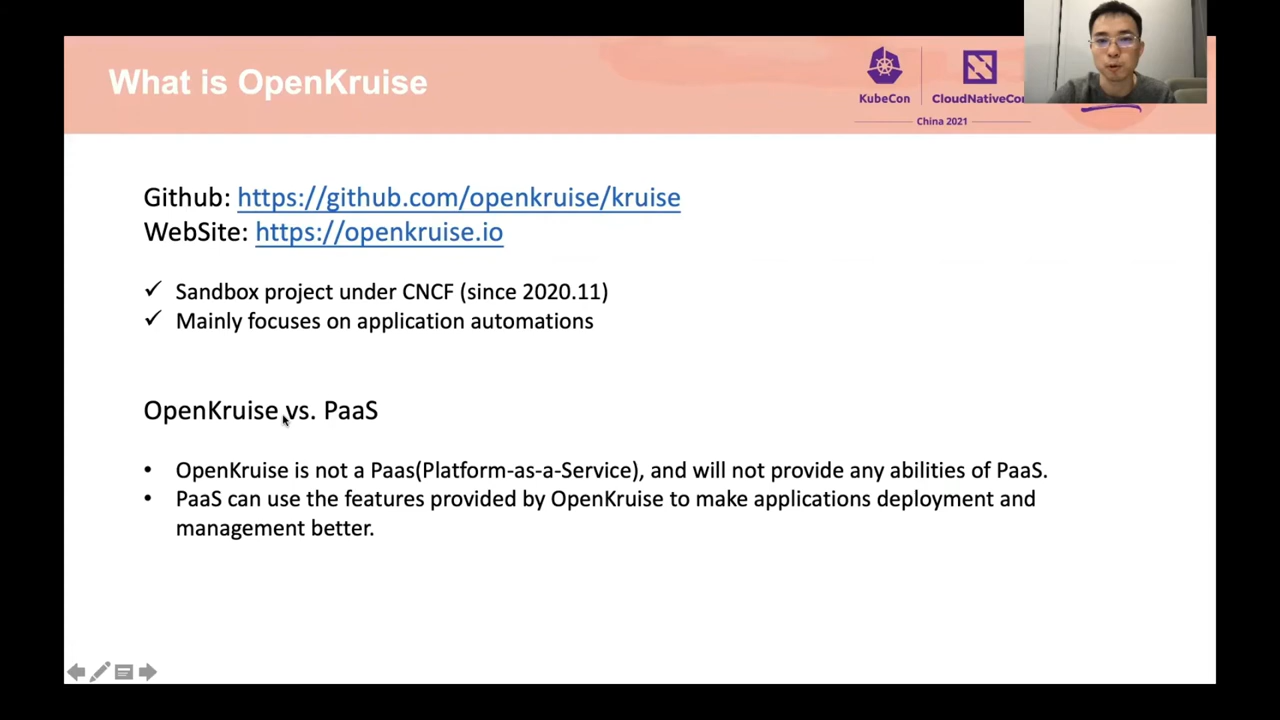 What is OpenKruise
KubeCon
CloudNativeCon
China 2021
Github: https://github.com/openkruise/kruise
WebSite: https://openkruise.io
✓ Sandbox project under CNCF (since 2020.11)
✓ Mainly focuses on application automations
OpenKruise vs. PaaS
• OpenKruise is not a Paas(Platform-as-a-Service), and will not provide any abilities of PaaS.
• PaaS can use the features provided by OpenKruise to make applications deployment and
management better.